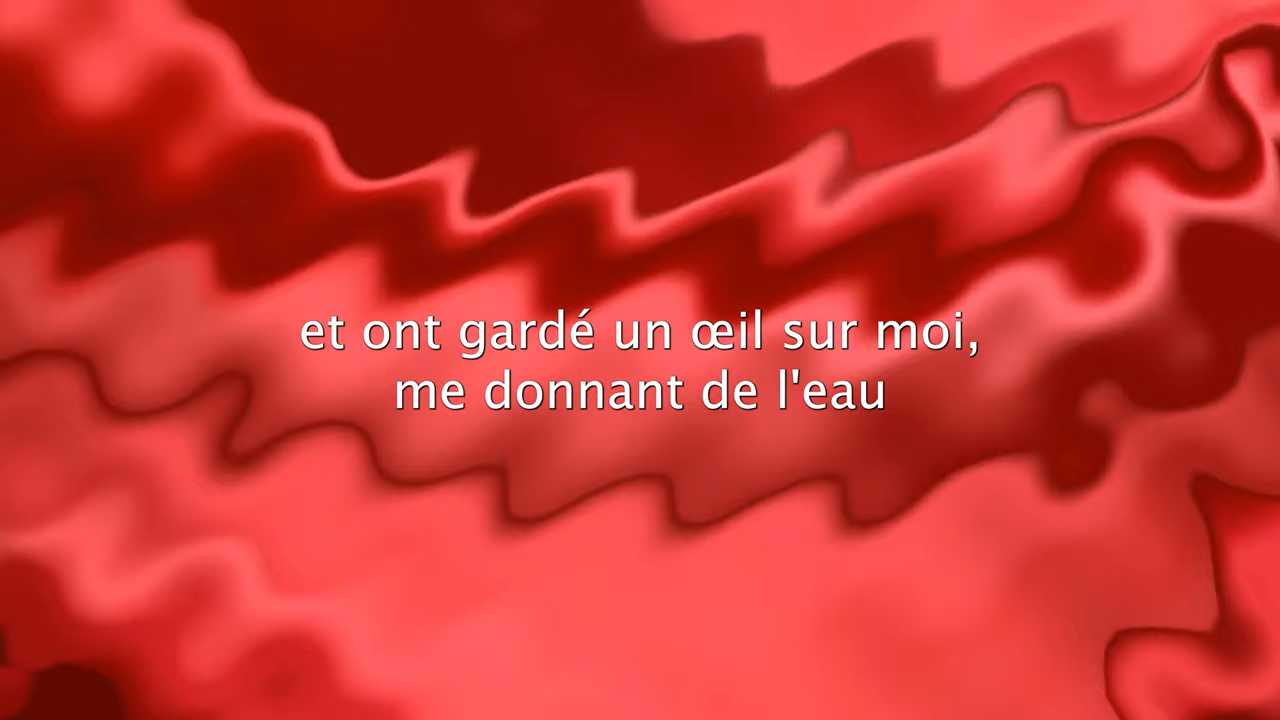 et ont gardé un œil sur moi,
me donnant de l'eau